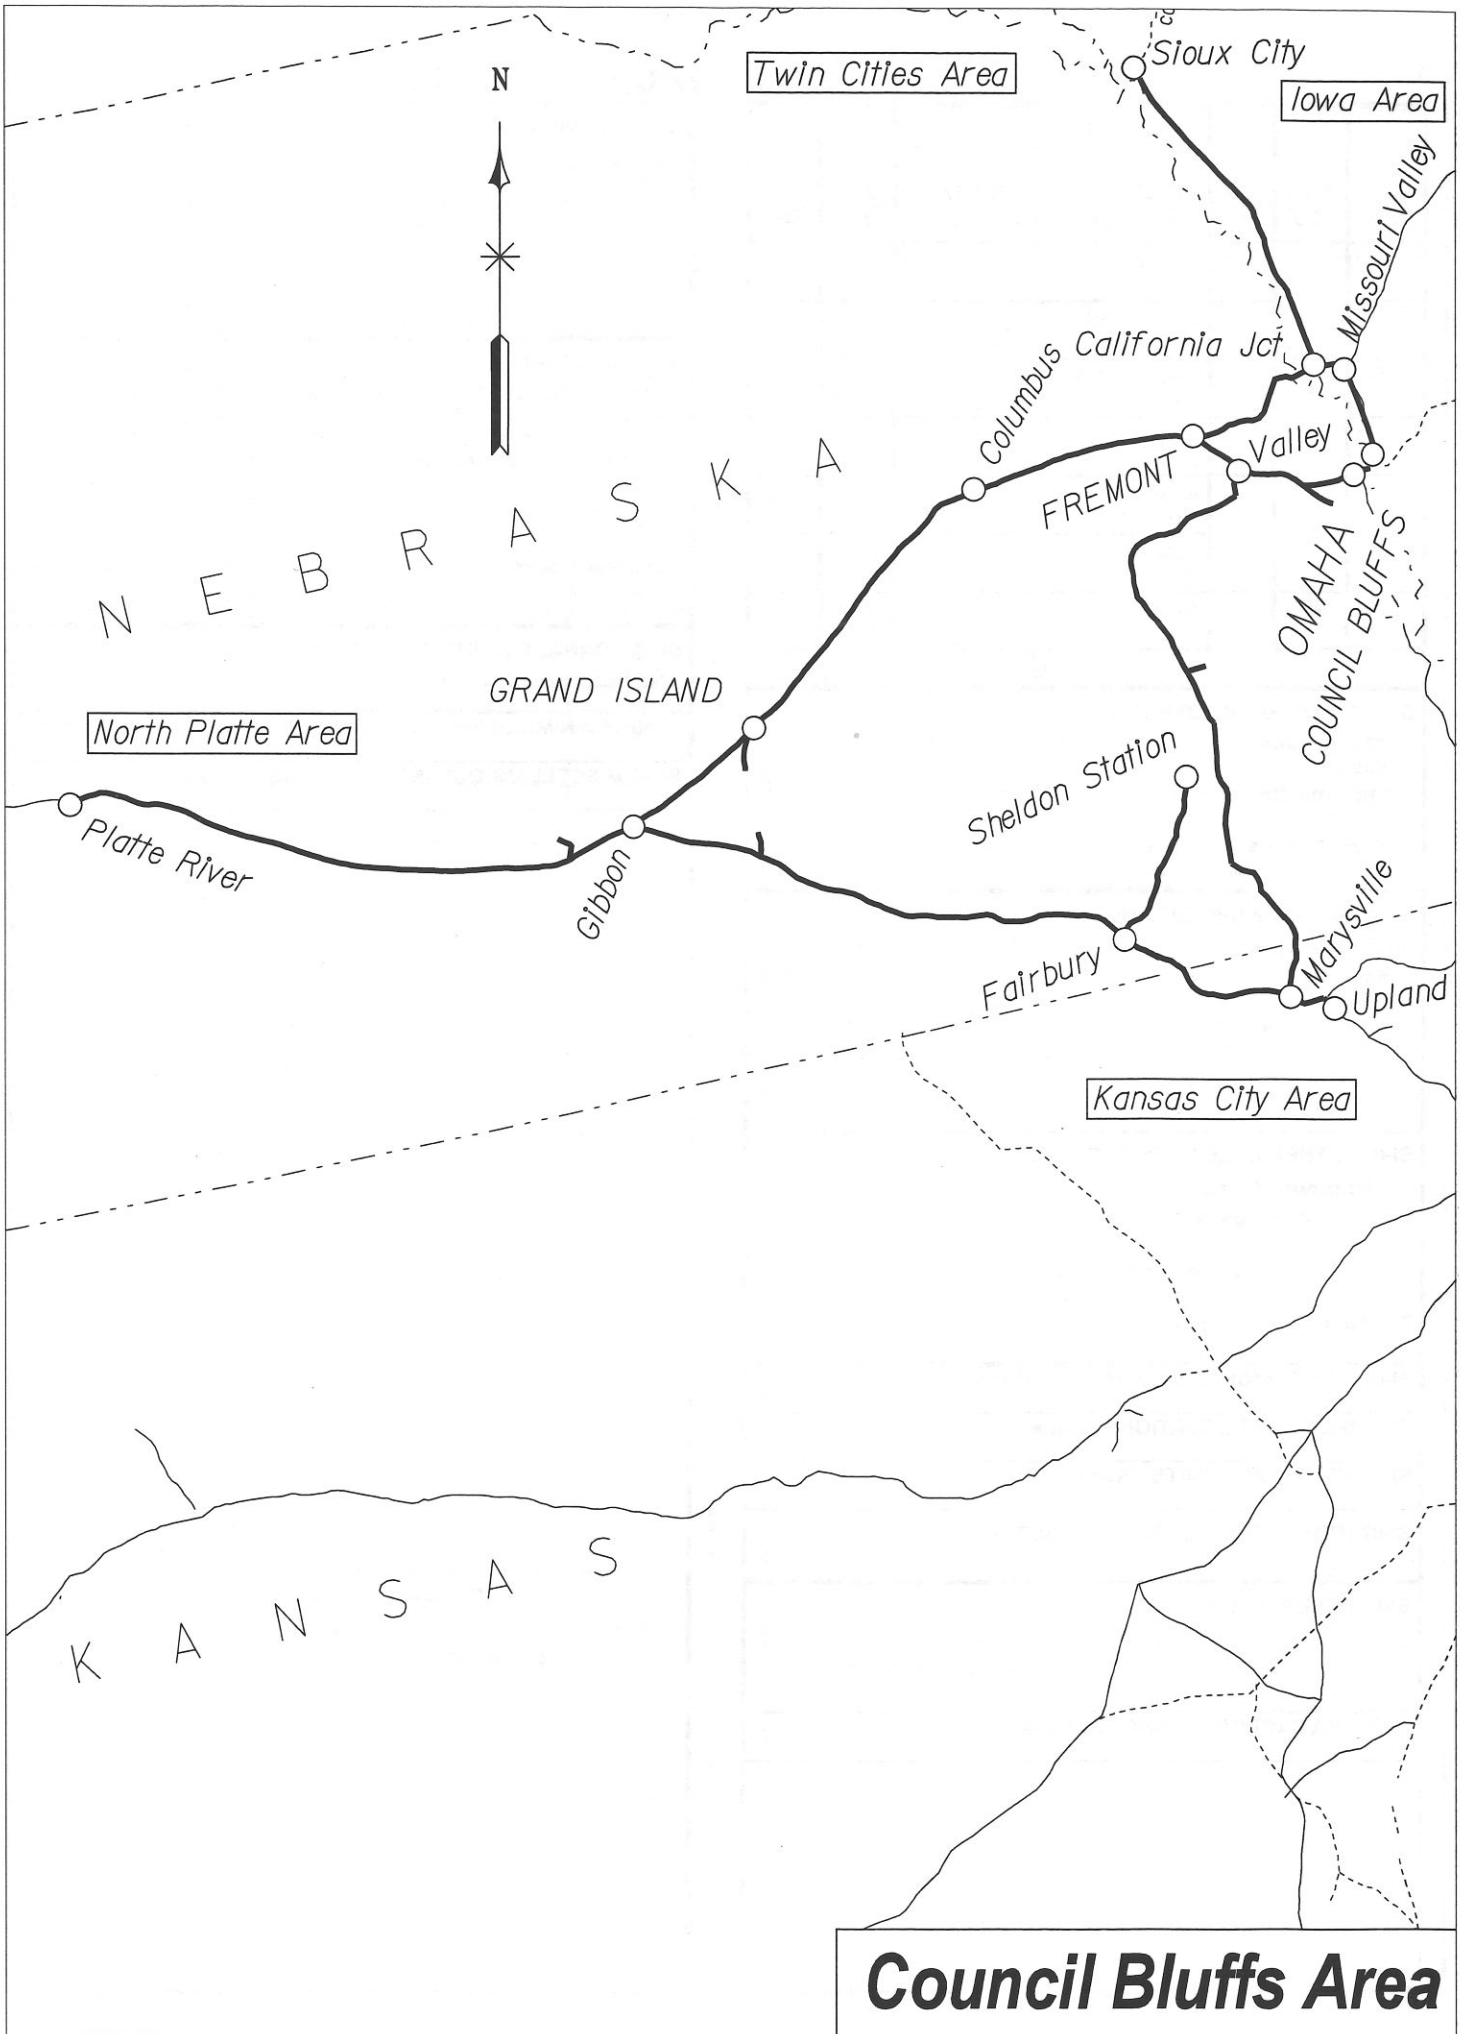 Sioux City
Twin Cities Area
Iowa Area
N
Missouri Valley
California Jct
Columbus
Valley
FREMONT
NEBRASKA
OMAHA
COUNCIL BLUFFS
GRAND ISLAND
North Platte Area
Sheldon Station
Platte River
Gibbon
Marysville
Fairbury
Upland
Kansas City Area
KANSAS
Council Bluffs Area